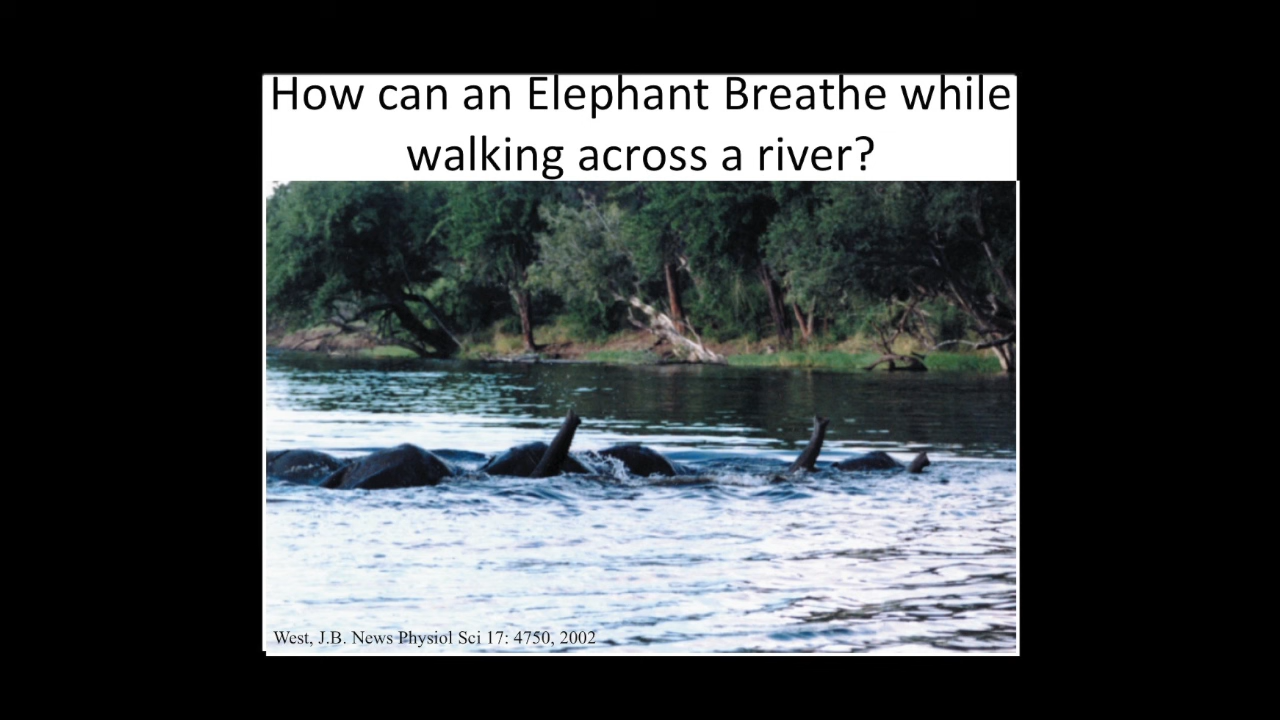 How can an Elephant Breathe while
walking across a river?
West, J.B. News Physiol Sci 17: 4750, 2002